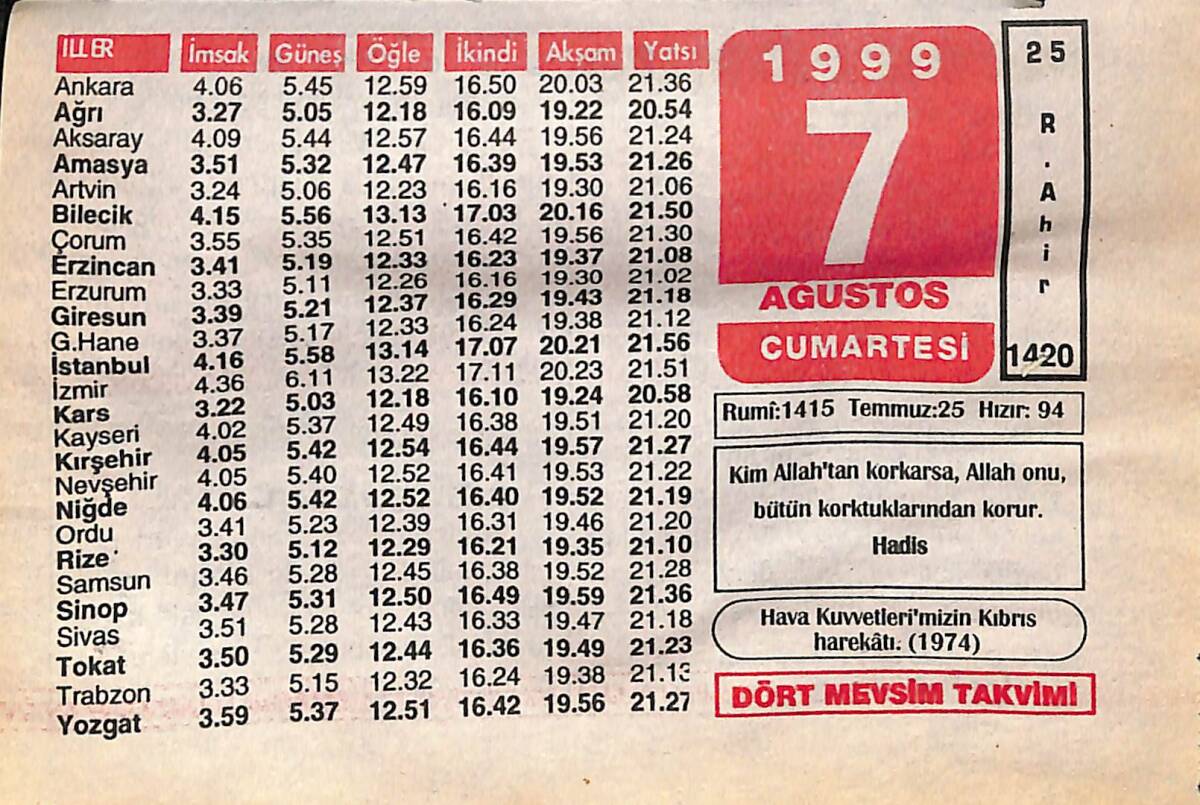 İLLER İmsak Güneş Öğle İkindi Akşam Yatsı
Ankara 4.06 5.45 12.59 16.50 20.03 21.36
Ağrı 3.27 5.05 12.18 16.09 19.22 20.54
Aksaray 4.09 5.44 12.57 16.44 19.56 21.24
Amasya 3.51 5.32 12.47 16.39 19.53 21.26
Artvin 3.24 5.06 12.23 16.16 19.30 21.06
Bilecik 4.15 5.56 13.13 17.03 20.16 21.50
Çorum 3.55 5.35 12.51 16.42 19.56 21.30
Erzincan 3.41 5.19 12.33 16.23 19.37 21.08
Erzurum 3.33 5.11 12.26 16.16 19.30 21.02
Giresun 3.39 5.21 12.37 16.29 19.43 21.18
G.Hane 3.37 5.17 12.33 16.24 19.38 21.12
İstanbul 4.16 5.58 13.14 17.07 20.21 21.56
İzmir 4.36 6.11 13.22 17.11 20.23 21.51
Kars 3.22 5.03 12.18 16.10 19.24 20.58
Kayseri 4.02 5.37 12.49 16.38 19.51 21.20
Kırşehir 4.05 5.42 12.54 16.44 19.57 21.27
Nevşehir 4.05 5.40 12.52 16.41 19.53 21.22
Niğde 4.06 5.42 12.52 16.40 19.52 21.19
Ordu 3.41 5.23 12.39 16.31 19.46 21.20
Rize 3.30 5.12 12.29 16.21 19.35 21.10
Samsun 3.46 5.28 12.45 16.38 19.52 21.28
Sinop 3.47 5.31 12.50 16.49 19.59 21.36
Sivas 3.51 5.28 12.43 16.33 19.47 21.18
Tokat 3.50 5.29 12.44 16.36 19.49 21.23
Trabzon 3.33 5.15 12.32 16.24 19.38 21.13
Yozgat 3.59 5.37 12.51 16.42 19.56 21.27
1999
7
AĞUSTOS
CUMARTESİ
25
R.Ahir
1420
Rumî:1415 Temmuz:25 Hızır: 94
Kim Allah'tan korkarsa, Allah onu,
bütün korktuklarından korur.
Hadis
Hava Kuvvetleri'mizin Kıbrıs
harekâtı. (1974)
DÖRT MEVSİM TAKVİMİ